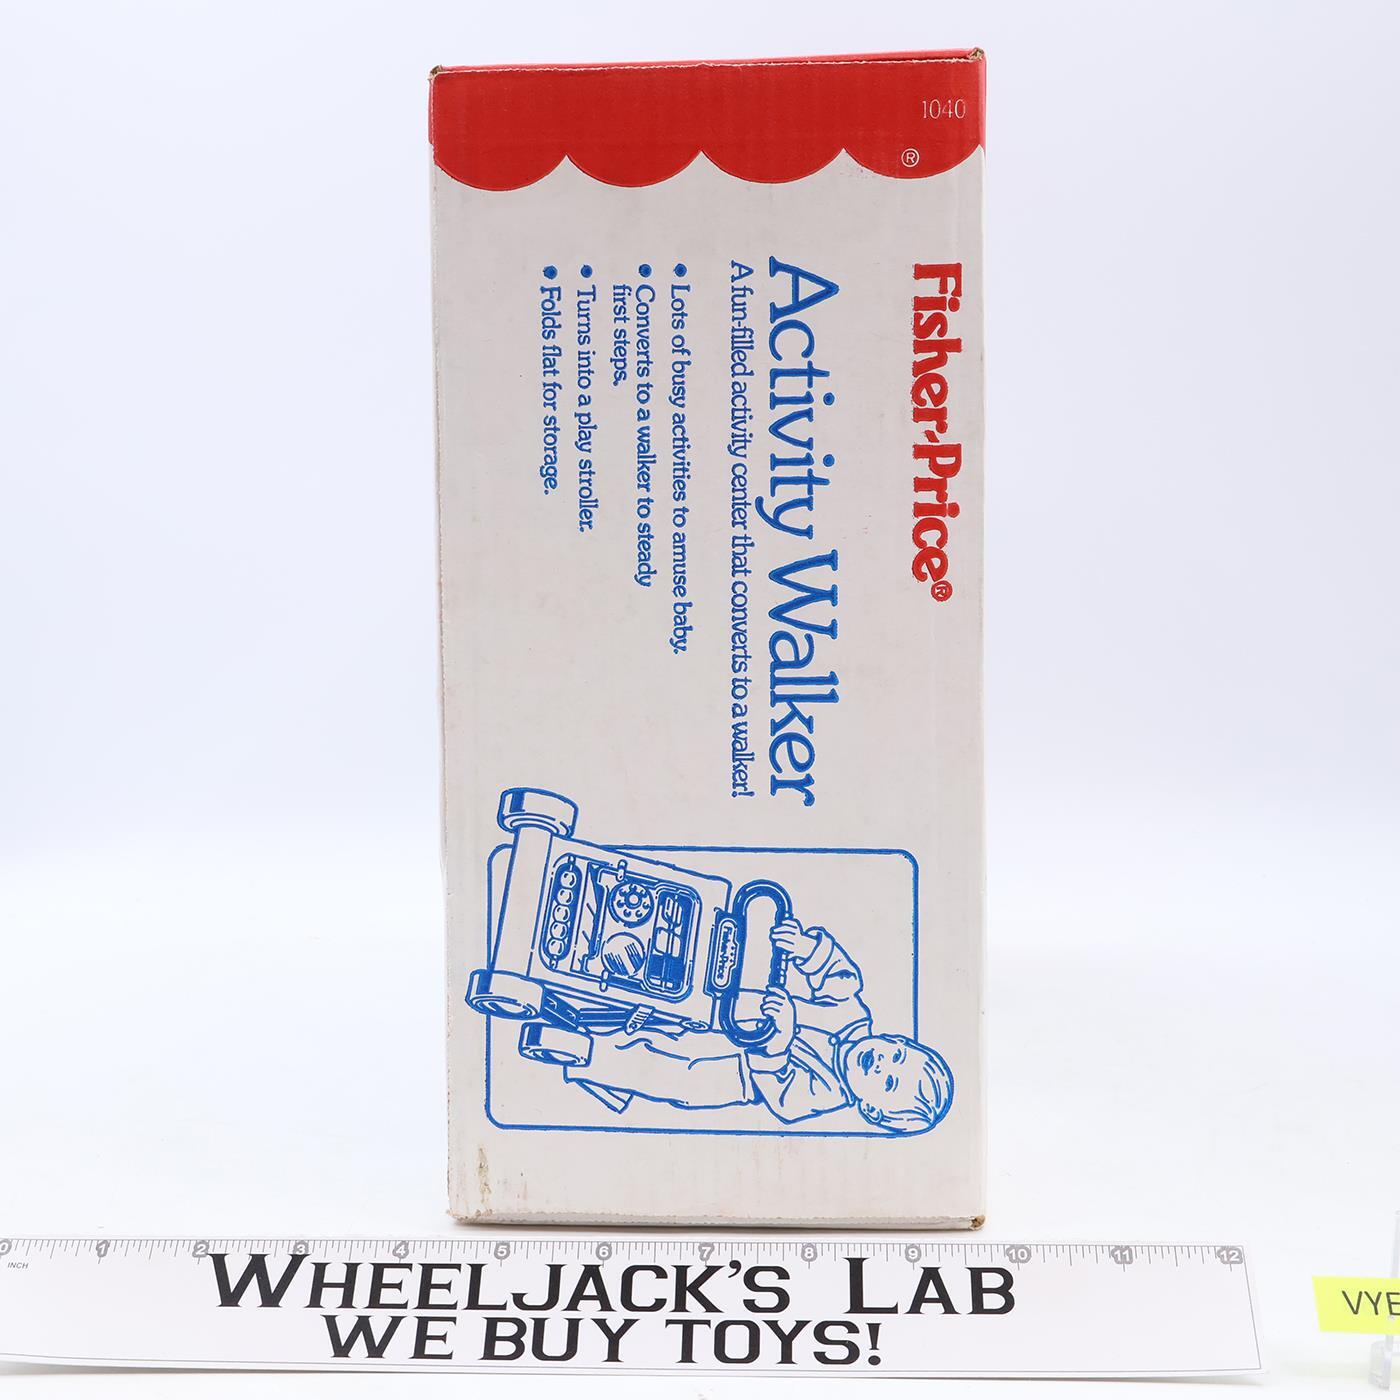 1040
®
Fisher-Price®
Activity Walker
A fun-filled activity center that converts to a walker!
• Lots of busy activities to amuse baby.
• Converts to a walker to steady
first steps.
• Turns into a play stroller.
• Folds flat for storage.
Fisher-Price
0 1 2 3 4 5 6 7 8 9 10 11 12
INCH
WHEELJACK'S LAB
WE BUY TOYS!
VYE